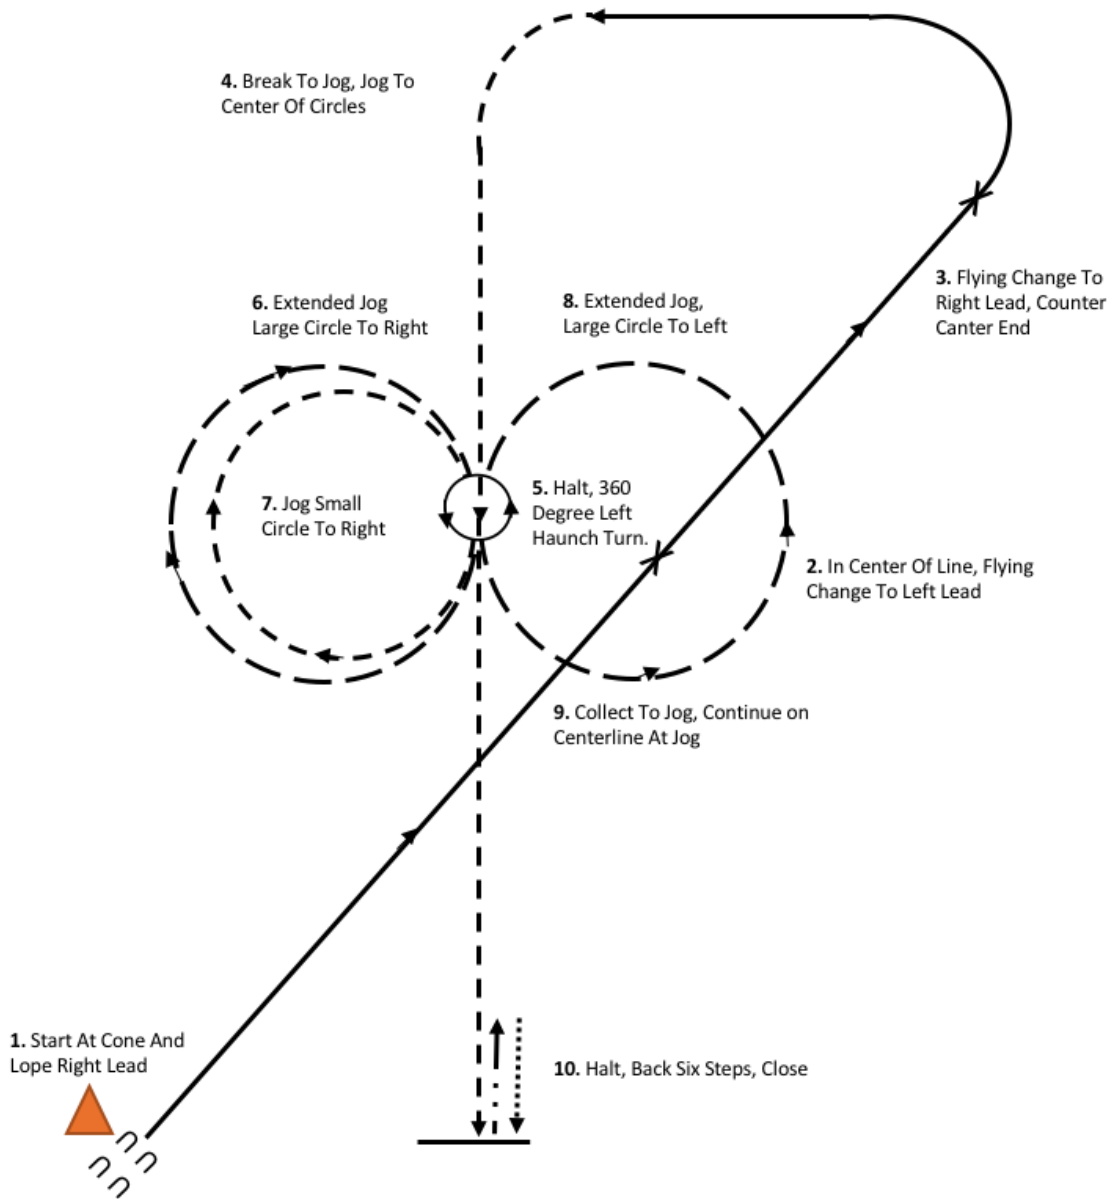 4. Break To Jog, Jog To
Center Of Circles
3. Flying Change To
Right Lead, Counter
Canter End
6. Extended Jog
Large Circle To Right
8. Extended Jog,
Large Circle To Left
7. Jog Small
Circle To Right
5. Halt, 360
Degree Left
Haunch Turn.
2. In Center Of Line, Flying
Change To Left Lead
9. Collect To Jog, Continue on
Centerline At Jog
1. Start At Cone And
Lope Right Lead
10. Halt, Back Six Steps, Close